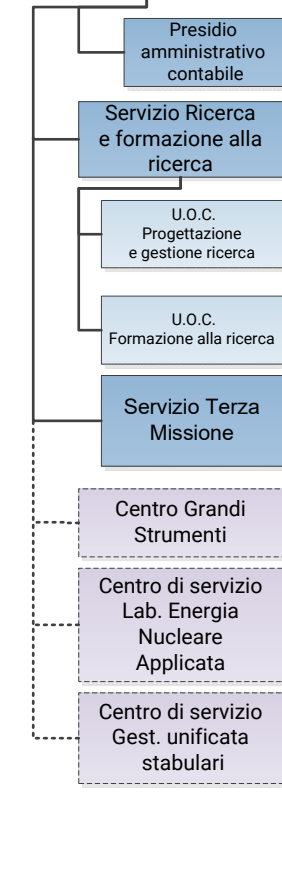 Presidio
amministrativo
contabile
Servizio Ricerca
e formazione alla
ricerca
U.O.C.
Progettazione
e gestione ricerca
U.O.C.
Formazione alla ricerca
Servizio Terza
Missione
Centro Grandi
Strumenti
Centro di servizio
Lab. Energia
Nucleare
Applicata
Centro di servizio
Gest. unificata
stabulari